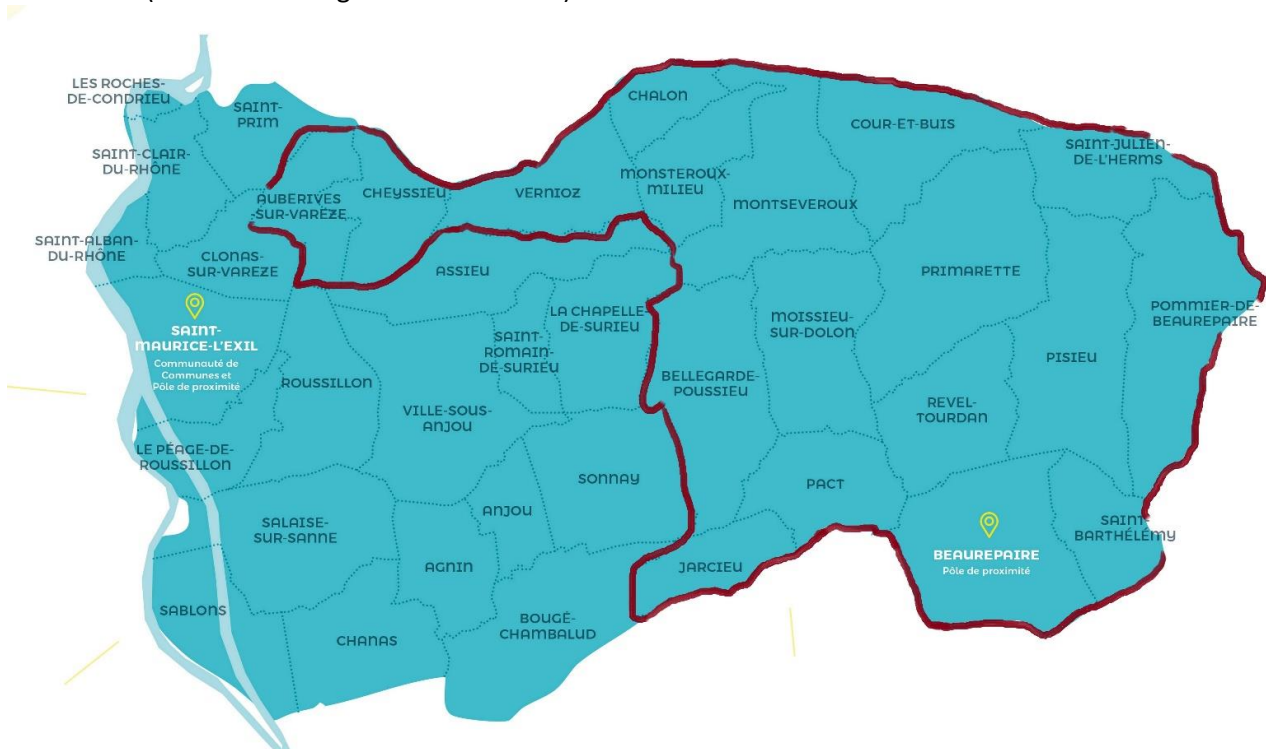 LES ROCHES-
DE-CONDRIEU
SAINT-
PRIM
SAINT-CLAIR-
DU-RHÔNE
AUBERIVES
-SUR-VARÈZE
CHEYSSIEU
VERNIOZ
CHALON
MONSTEROUX-
MILIEU
MONTSEVEROUX
COUR-ET-BUIS
SAINT-JULIEN-
DE-L'HERMS
SAINT-ALBAN-
DU-RHÔNE
CLONAS-
SUR-VAREZE
ASSIEU
LA CHAPELLE-
DE-SURIEU
SAINT-
ROMAIN-
DE-SURIEU
PRIMARETTE
POMMIER-DE-
BEAUREPAIRE
SAINT-
MAURICE-L'EXIL
Communauté de
Communes et
Pôle de proximité
ROUSSILLON
VILLE-SOUS-
ANJOU
MOISSIEU-
SUR-DOLON
PISIEU
BELLEGARDE-
POUSSIEU
REVEL-
TOURDAN
LE PÉAGE-DE-
ROUSSILLON
SONNAY
PACT
SALAISE-
SUR-SANNE
ANJOU
AGNIN
JARCIEU
BEAUREPAIRE
Pôle de proximité
SAINT-
BARTHÉLÉMY
SABLONS
CHANAS
BOUGÉ-
CHAMBALUD